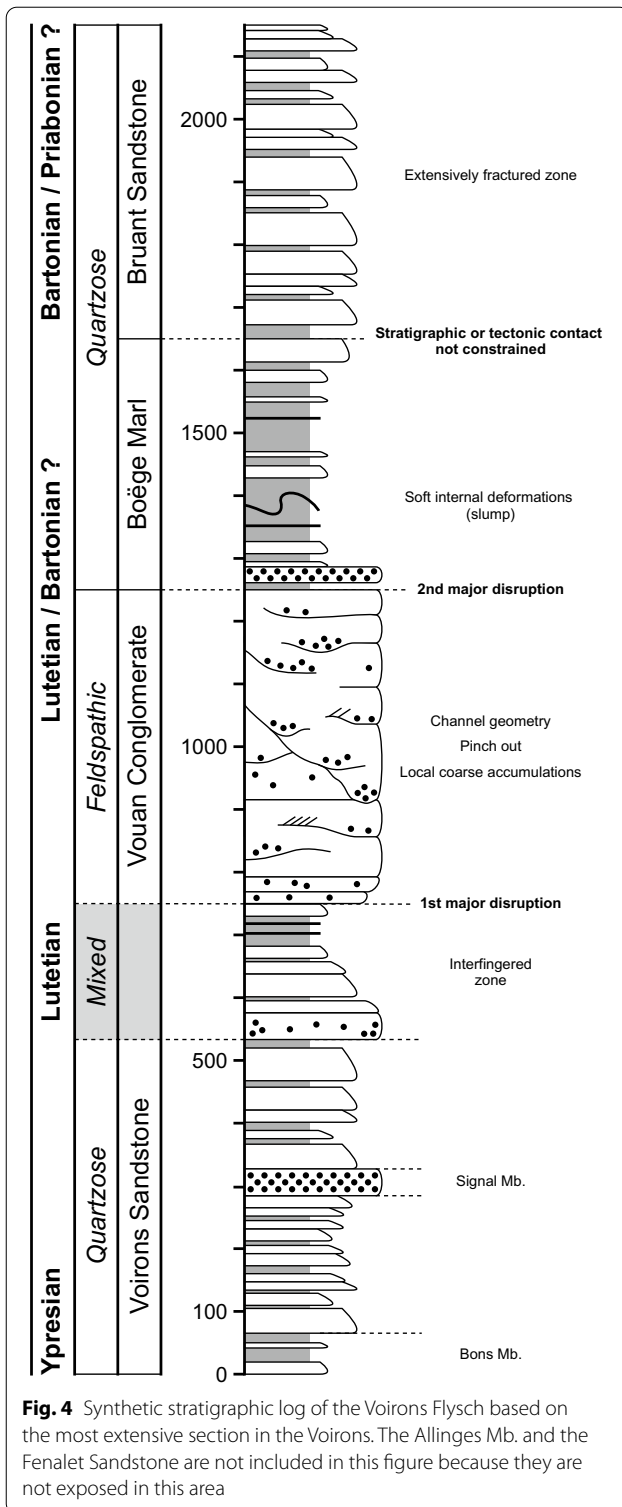 Bartonian / Priabonian ?
Quartzose
Bruant Sandstone
2000
Extensively fractured zone
Stratigraphic or tectonic contact
not constrained
Lutetian / Bartonian ?
Boëge Marl
1500
Soft internal deformations
(slump)
2nd major disruption
Feldspathic
Vouan Conglomerate
1000
Channel geometry
Pinch out
Local coarse accumulations
1st major disruption
Lutetian
Mixed
Interfingered
zone
500
Ypresian
Quartzose
Voirons Sandstone
Signal Mb.
100
Bons Mb.
0
Fig. 4 Synthetic stratigraphic log of the Voirons Flysch based on
the most extensive section in the Voirons. The Allinges Mb. and the
Fenalet Sandstone are not included in this figure because they are
not exposed in this area